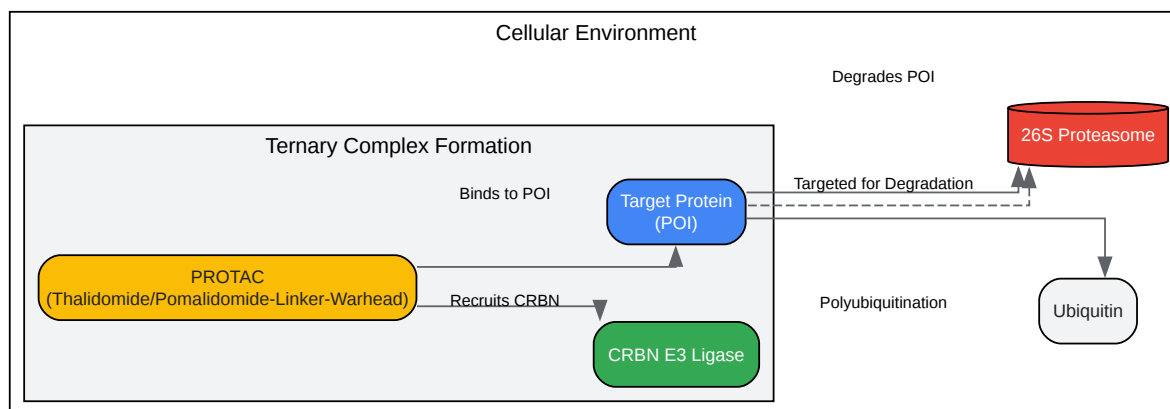 Cellular Environment
Degrades POI
26S Proteasome
Ternary Complex Formation
Binds to POI
Target Protein
(POI)
Targeted for Degradation
PROTAC
(Thalidomide/Pomalidomide-Linker-Warhead)
Recruits CRBN
Polyubiquitination
Ubiquitin
CRBN E3 Ligase